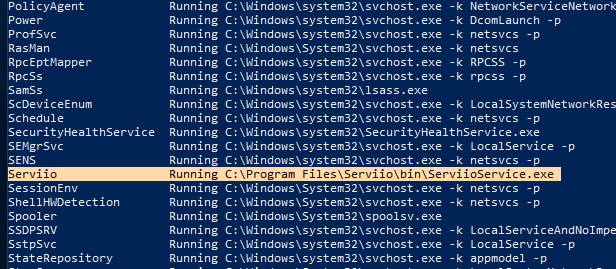 PolicyAgent Running C:\Windows\system32\svchost.exe -k NetworkServiceNetwork
Power Running C:\Windows\system32\svchost.exe -k DcomLaunch -p
ProfSvc Running C:\Windows\system32\svchost.exe -k netsvcs -p
RasMan Running C:\Windows\System32\svchost.exe -k netsvcs
RpcEptMapper Running C:\Windows\system32\svchost.exe -k RPCSS -p
RpcSs Running C:\Windows\system32\svchost.exe -k rpcss -p
SamSs Running C:\Windows\system32\lsass.exe
ScDeviceEnum Running C:\Windows\system32\svchost.exe -k LocalSystemNetworkRes
Schedule Running C:\Windows\system32\svchost.exe -k netsvcs -p
SecurityHealthService Running C:\Windows\system32\SecurityHealthService.exe
SEMgrSvc Running C:\Windows\system32\svchost.exe -k LocalService -p
SENS Running C:\Windows\system32\svchost.exe -k netsvcs -p
Serviio Running C:\Program Files\Serviio\bin\ServiioService.exe
SessionEnv Running C:\Windows\System32\svchost.exe -k netsvcs -p
ShellHWDetection Running C:\Windows\System32\svchost.exe -k netsvcs -p
Spooler Running C:\Windows\System32\spoolsv.exe
SSDPSRV Running C:\Windows\system32\svchost.exe -k LocalServiceAndNoImpe
SstpSvc Running C:\Windows\system32\svchost.exe -k LocalService -p
StateRepository Running C:\Windows\system32\svchost.exe -k appmodel -p